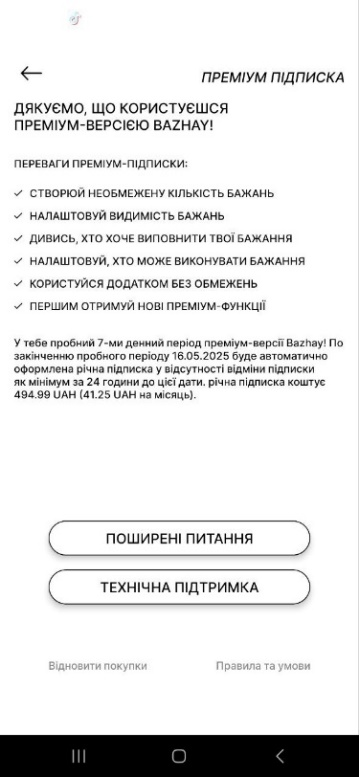 ПРЕМІУМ ПІДПИСКА
ДЯКУЄМО, ЩО КОРИСТУЄШСЯ
ПРЕМІУМ-ВЕРСІЄЮ BAZHAY!
ПЕРЕВАГИ ПРЕМІУМ-ПІДПИСКИ:
✓ СТВОРЮЙ НЕОБМЕЖЕНУ КІЛЬКІСТЬ БАЖАНЬ
✓ НАЛАШТОВУЙ ВИДИМІСТЬ БАЖАНЬ
✓ ДИВИСЬ, ХТО ХОЧЕ ВИПОВНИТИ ТВОЇ БАЖАННЯ
✓ НАЛАШТОВУЙ, ХТО МОЖЕ ВИКОНУВАТИ БАЖАННЯ
✓ КОРИСТУЙСЯ ДОДАТКОМ БЕЗ ОБМЕЖЕНЬ
✓ ПЕРШИМ ОТРИМУЙ НОВІ ПРЕМІУМ-ФУНКЦІЇ
У тебе пробний 7-ми денний період преміум-версії Bazhay! По
закінченню пробного періоду 16.05.2025 буде автоматично
оформлена річна підписка у відсутності відміни підписки
як мінімум за 24 години до цієї дати. річна підписка коштує
494.99 UAH (41.25 UAH на місяць).
ПОШИРЕНІ ПИТАННЯ
ТЕХНІЧНА ПІДТРИМКА
Відновити покупки
Правила та умови